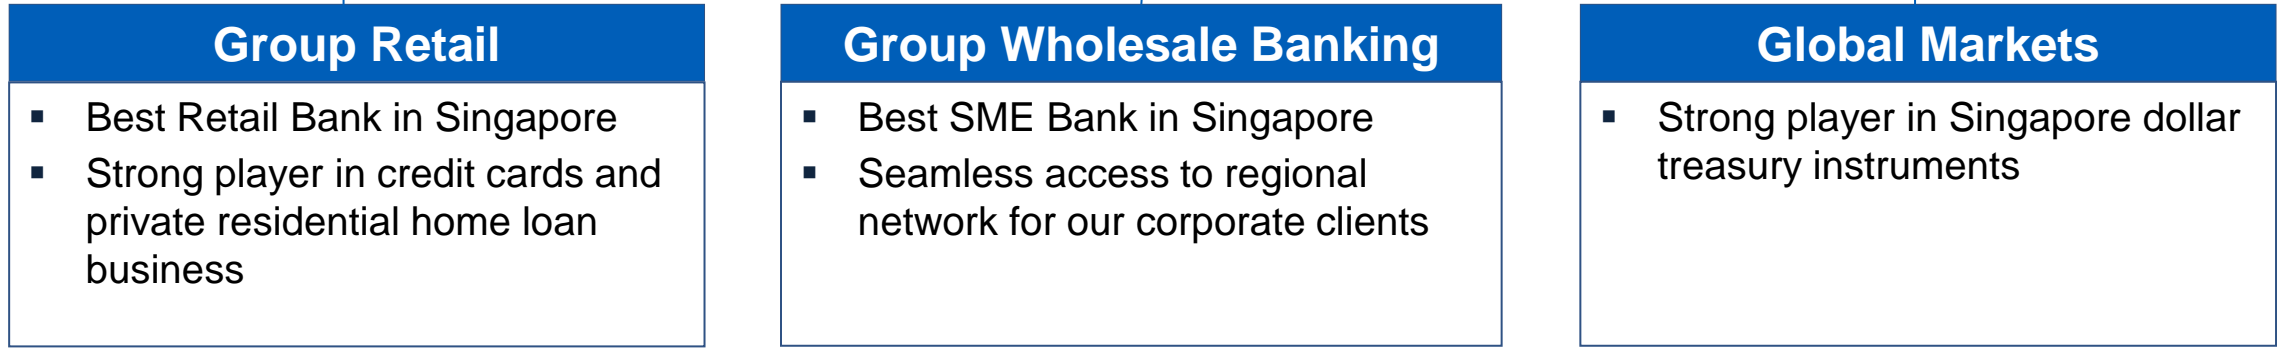 Group Retail
▪ Best Retail Bank in Singapore
▪ Strong player in credit cards and
private residential home loan
business
Group Wholesale Banking
▪ Best SME Bank in Singapore
▪ Seamless access to regional
network for our corporate clients
Global Markets
▪ Strong player in Singapore dollar
treasury instruments